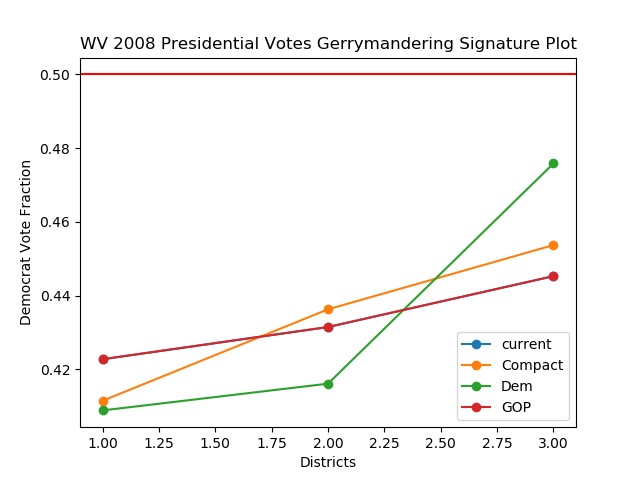 WV 2008 Presidential Votes Gerrymandering Signature Plot
0.50
0.48
0.46
0.44
0.42
Democrat Vote Fraction
current
Compact
Dem
GOP
1.00 1.25 1.50 1.75 2.00 2.25 2.50 2.75 3.00
Districts